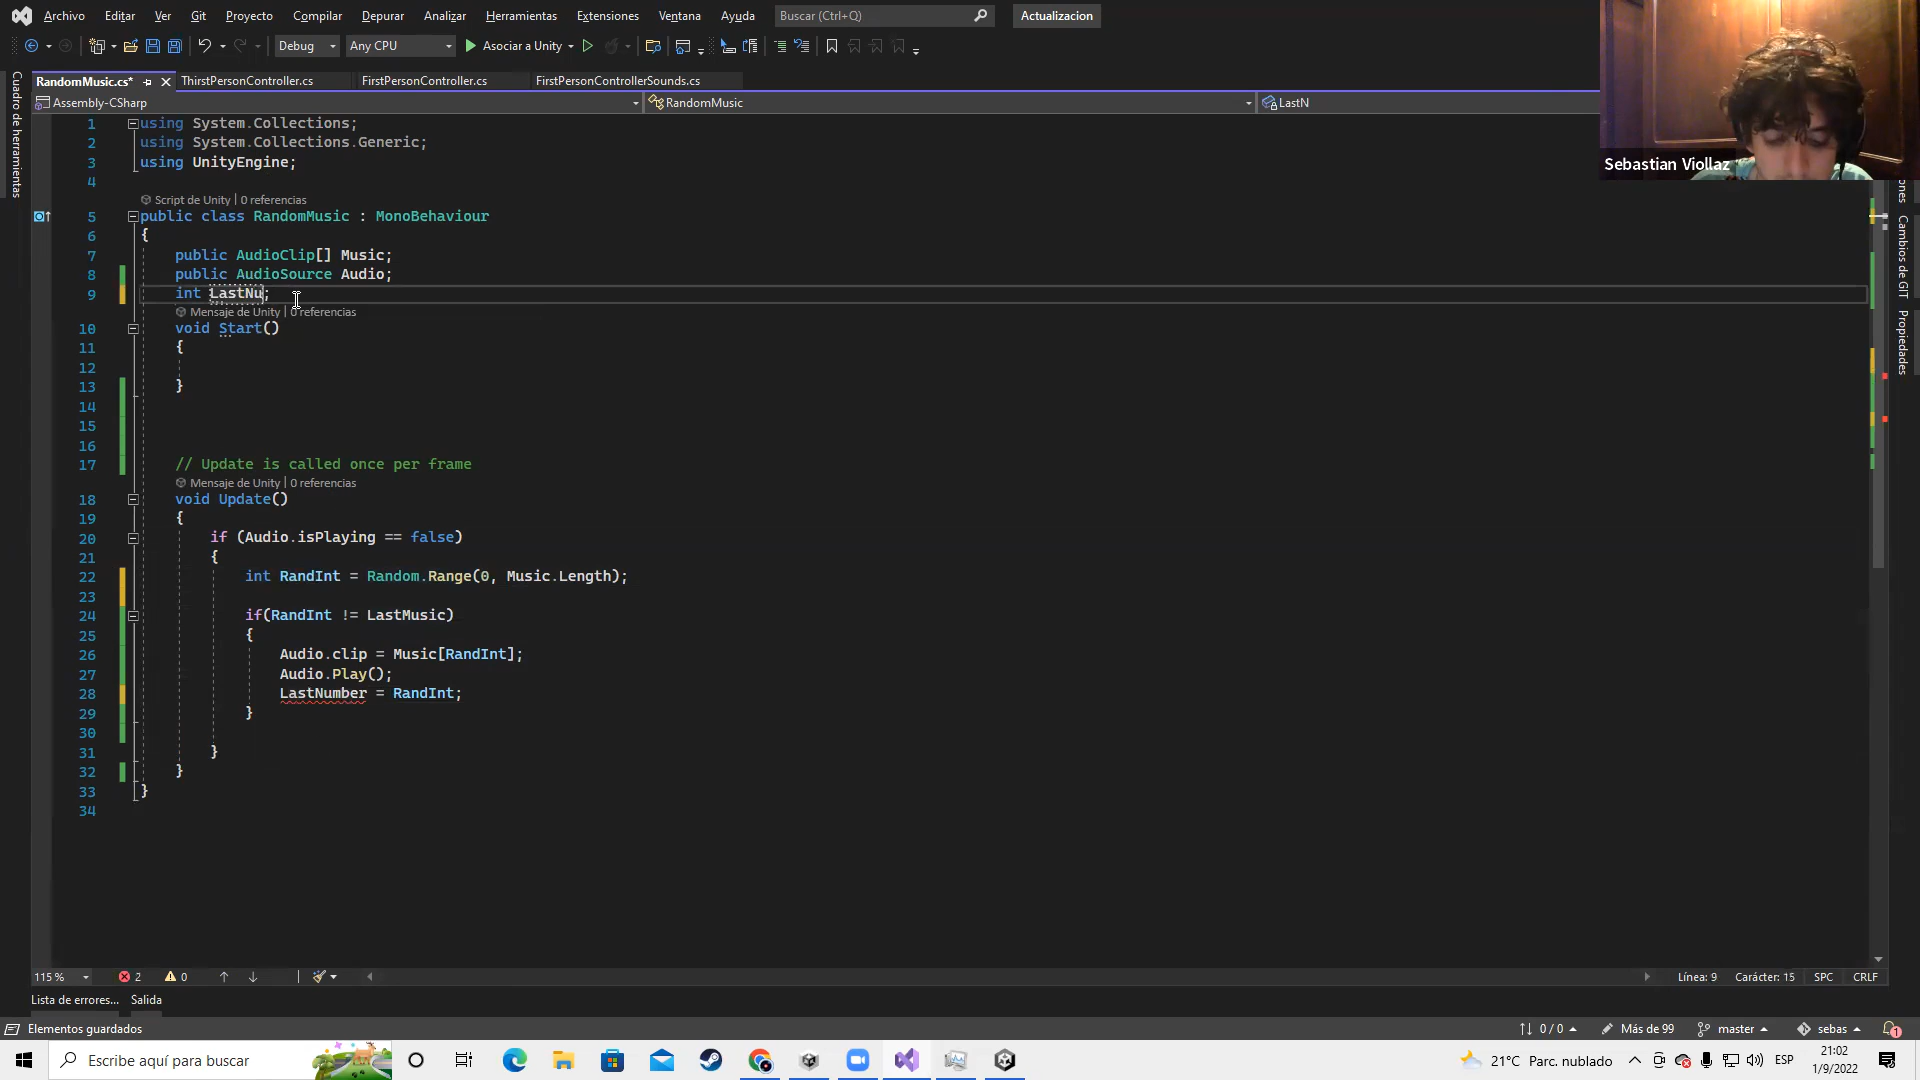 Archivo Editar Ver Git Proyecto Compilar Depurar Analizar Herramientas Extensiones Ventana Ayuda Buscar (Ctrl+Q) Actualizacion
Debug Any CPU Asociar a Unity
RandomMusic.cs* ThirstPersonController.cs FirstPersonController.cs FirstPersonControllerSounds.cs
Assembly-CSharp RandomMusic LastN
Cuadro de herramientas
Sebastian Viollaz
Cambios de GIT
Propiedades
1 using System.Collections;
2 using System.Collections.Generic;
3 using UnityEngine;
4
Script de Unity | 0 referencias
5 public class RandomMusic : MonoBehaviour
6 {
7 public AudioClip[] Music;
8 public AudioSource Audio;
9 int LastNu;
Mensaje de Unity | 0 referencias
10 void Start()
11 {
12
13 }
14
15
16
17 // Update is called once per frame
Mensaje de Unity | 0 referencias
18 void Update()
19 {
20 if (Audio.isPlaying == false)
21 {
22 int RandInt = Random.Range(0, Music.Length);
23
24 if(RandInt != LastMusic)
25 {
26 Audio.clip = Music[RandInt];
27 Audio.Play();
28 LastNumber = RandInt;
29 }
30
31 }
32 }
33 }
34
115 % 2 0 Línea: 9 Carácter: 15 SPC CRLF
Lista de errores... Salida
Elementos guardados 0 / 0 Más de 99 master sebas 1
Escribe aquí para buscar 21°C Parc. nublado ESP 21:02
1/9/2022